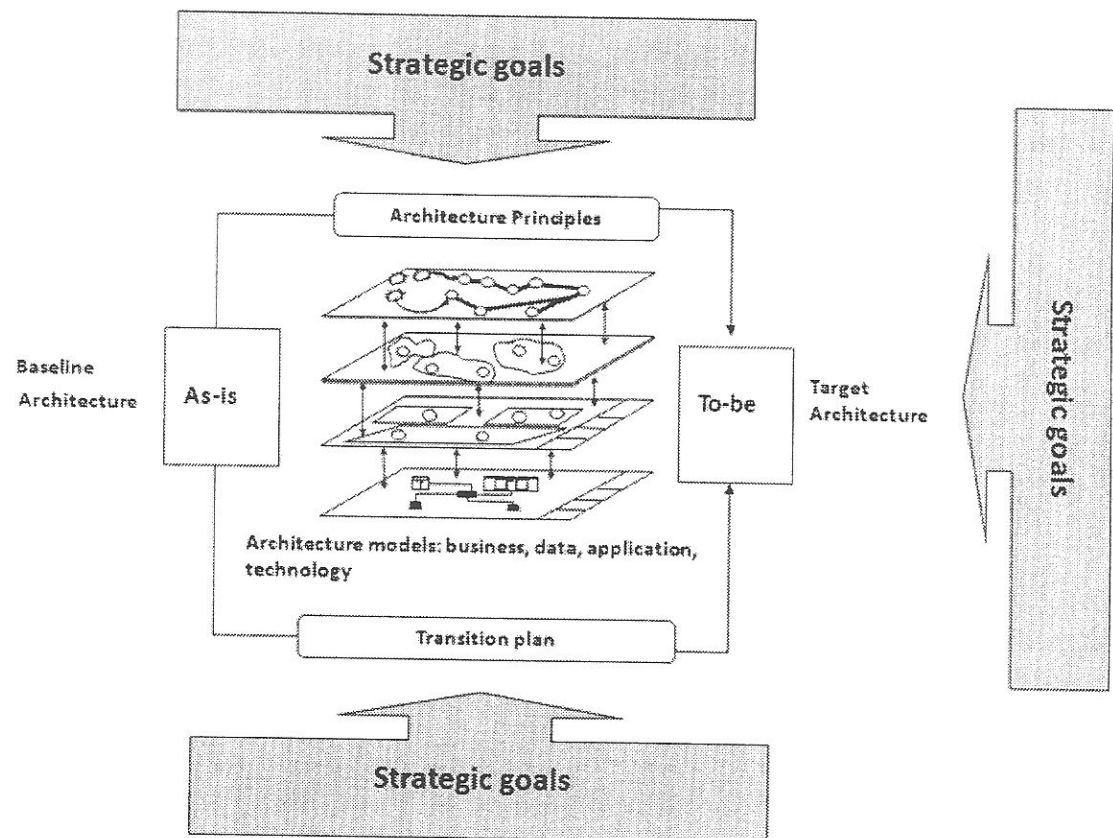 Strategic goals
Architecture Principles
Baseline
Architecture
As-is
To-be
Target
Architecture
Strategic goals
Architecture models: business, data, application,
technology
Transition plan
Strategic goals